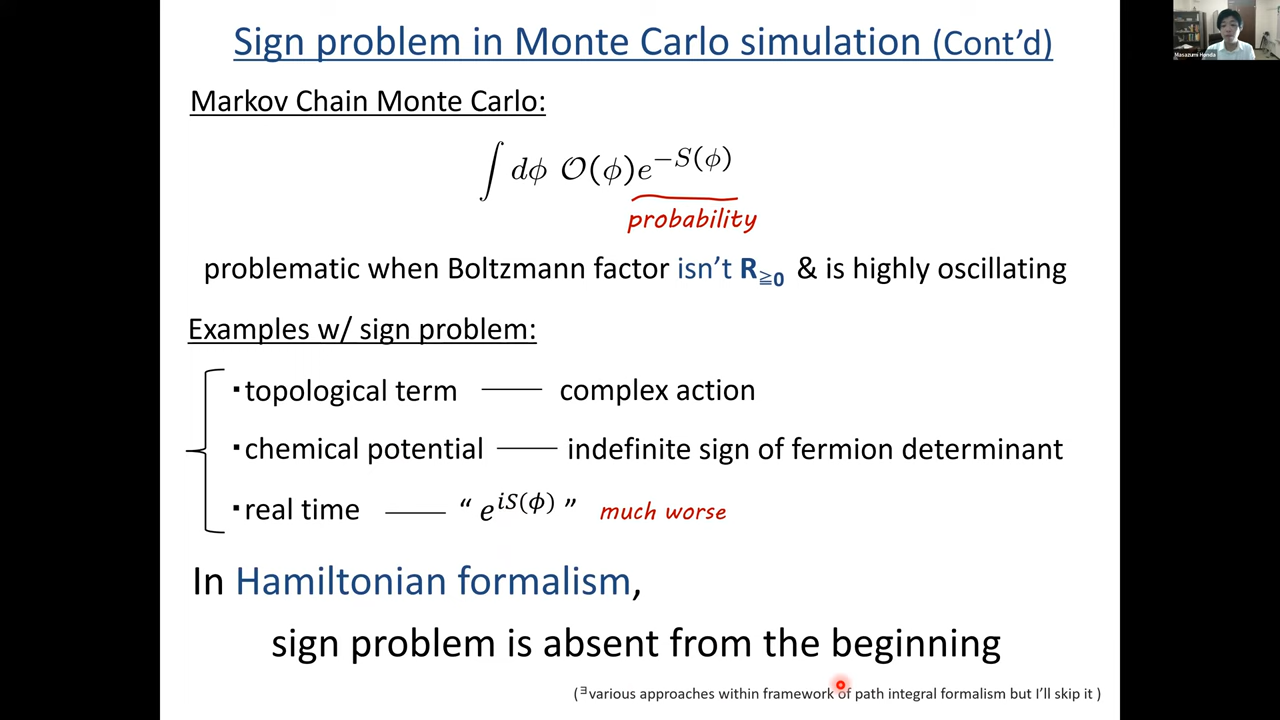 Sign problem in Monte Carlo simulation (Cont'd)
Masazumi Honda
Markov Chain Monte Carlo:
∫ dϕ O(ϕ)e^{−S(ϕ)}
probability
problematic when Boltzmann factor isn't R≧0 & is highly oscillating
Examples w/ sign problem:
・topological term —— complex action
・chemical potential —— indefinite sign of fermion determinant
・real time —— “ e^{iS(ϕ)} ” much worse
In Hamiltonian formalism,
sign problem is absent from the beginning
(∃various approaches within framework of path integral formalism but I'll skip it )